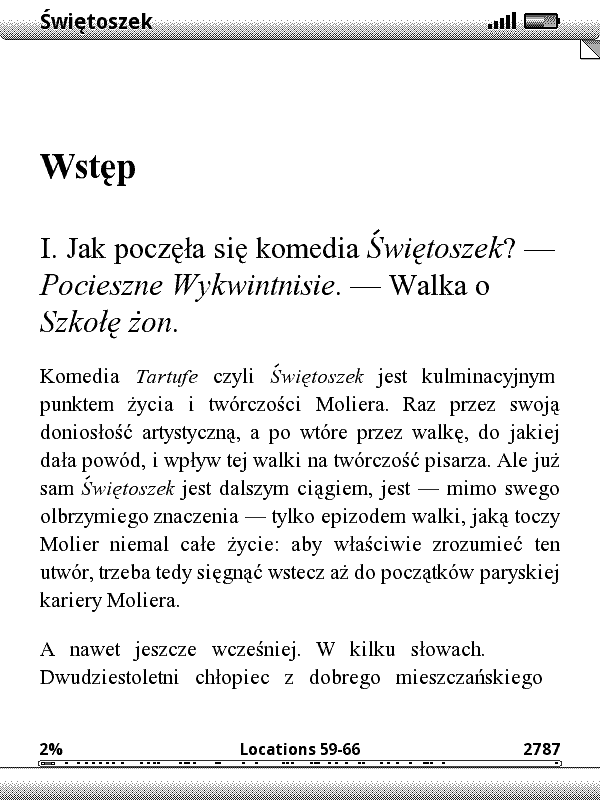 Świętoszek
Wstęp
I. Jak poczęła się komedia Świętoszek? —
Pocieszne Wykwintnisie. — Walka o
Szkołę żon.
Komedia Tartufe czyli Świętoszek jest kulminacyjnym
punktem życia i twórczości Moliera. Raz przez swoją
doniosłość artystyczną, a po wtóre przez walkę, do jakiej
dała powód, i wpływ tej walki na twórczość pisarza. Ale już
sam Świętoszek jest dalszym ciągiem, jest — mimo swego
olbrzymiego znaczenia — tylko epizodem walki, jaką toczy
Molier niemal całe życie: aby właściwie zrozumieć ten
utwór, trzeba tedy sięgnąć wstecz aż do początków paryskiej
kariery Moliera.
A nawet jeszcze wcześniej. W kilku słowach.
Dwudziestoletni chłopiec z dobrego mieszczańskiego
2% Locations 59-66 2787